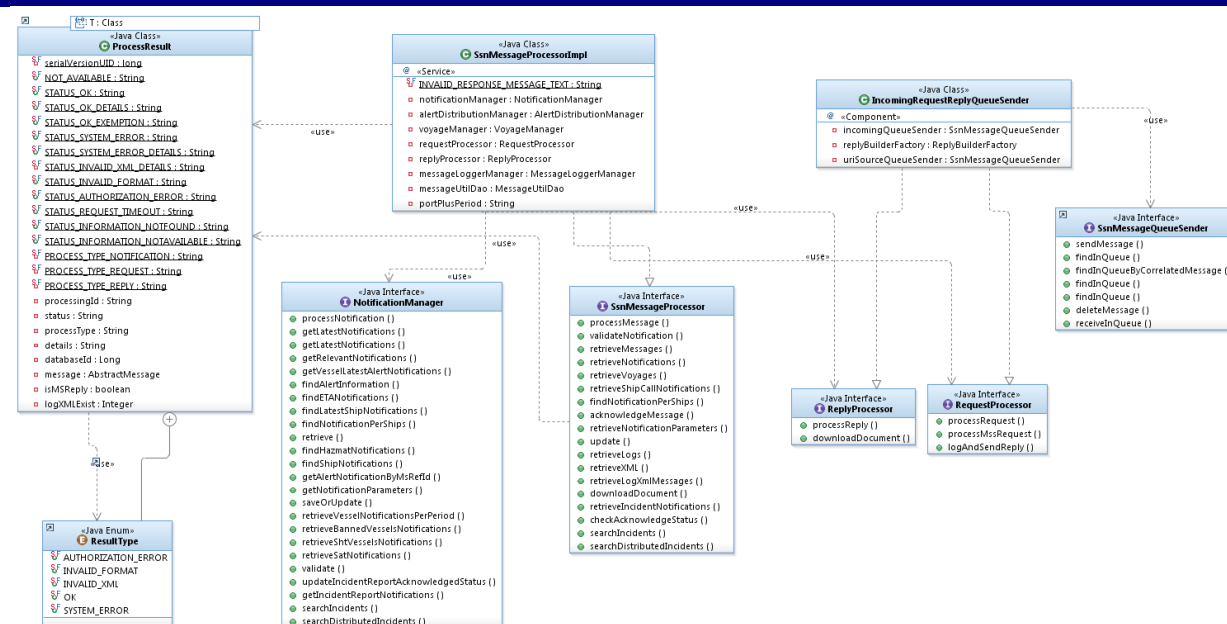 T : Class
«Java Class»
ProcessResult
serialVersionUID : long
NOT_AVAILABLE : String
STATUS_OK : String
STATUS_OK_DETAILS : String
STATUS_OK_EXEMPTION : String
STATUS_SYSTEM_ERROR : String
STATUS_SYSTEM_ERROR_DETAILS : String
STATUS_INVALID_XML_DETAILS : String
STATUS_INVALID_FORMAT : String
STATUS_AUTHORIZATION_ERROR : String
STATUS_REQUEST_TIMEOUT : String
STATUS_INFORMATION_NOTFOUND : String
STATUS_INFORMATION_NOTAVAILABLE : String
PROCESS_TYPE_NOTIFICATION : String
PROCESS_TYPE_REQUEST : String
PROCESS_TYPE_REPLY : String
processingId : String
status : String
processType : String
details : String
databaseId : Long
message : AbstractMessage
isMSReply : boolean
logXMLExist : Integer
«use»
«Java Class»
SsnMessageProcessorImpl
«Service»
INVALID_RESPONSE_MESSAGE_TEXT : String
notificationManager : NotificationManager
alertDistributionManager : AlertDistributionManager
voyageManager : VoyageManager
requestProcessor : RequestProcessor
replyProcessor : ReplyProcessor
messageLoggerManager : MessageLoggerManager
messageUtilDao : MessageUtilDao
portPlusPeriod : String
«Java Class»
IncomingRequestReplyQueueSender
«Component»
incomingQueueSender : SsnMessageQueueSender
replyBuilderFactory : ReplyBuilderFactory
uriSourceQueueSender : SsnMessageQueueSender
«use»
«Java Interface»
SsnMessageQueueSender
sendMessage ()
findInQueue ()
findInQueueByCorrelatedMessage (
findInQueue ()
findInQueue ()
deleteMessage ()
receiveInQueue ()
«use»
«use»
«use»
«use»
«Java Interface»
NotificationManager
processNotification ()
getLatestNotifications ()
getLatestNotifications ()
getRelevantNotifications ()
getVesselLatestAlertNotifications ()
findAlertInformation ()
findETANotifications ()
findLatestShipNotifications ()
findNotificationPerShips ()
retrieve ()
findHazmatNotifications ()
findShipNotifications ()
getAlertNotificationByMsRefId ()
getNotificationParameters ()
saveOrUpdate ()
retrieveVesselNotificationsPerPeriod ()
retrieveBannedVesselsNotifications ()
retrieveShtVesselsNotifications ()
retrieveSatNotifications ()
validate ()
updateIncidentReportAcknowledgedStatus ()
getIncidentReportNotifications ()
searchIncidents ()
searchDistributedIncidents ()
«Java Interface»
SsnMessageProcessor
processMessage ()
validateNotification ()
retrieveMessages ()
retrieveNotifications ()
retrieveVoyages ()
retrieveShipCallNotifications ()
findNotificationPerShips ()
acknowledgeMessage ()
retrieveNotificationParameters ()
update ()
retrieveLogs ()
retrieveXML ()
retrieveLogXmlMessages ()
downloadDocument ()
retrieveIncidentNotifications ()
checkAcknowledgeStatus ()
searchIncidents ()
searchDistributedIncidents ()
«Java Interface»
ReplyProcessor
processReply ()
downloadDocument ()
«Java Interface»
RequestProcessor
processRequest ()
processMssRequest ()
logAndSendReply ()
«use»
«Java Enum»
ResultType
AUTHORIZATION_ERROR
INVALID_FORMAT
INVALID_XML
OK
SYSTEM_ERROR